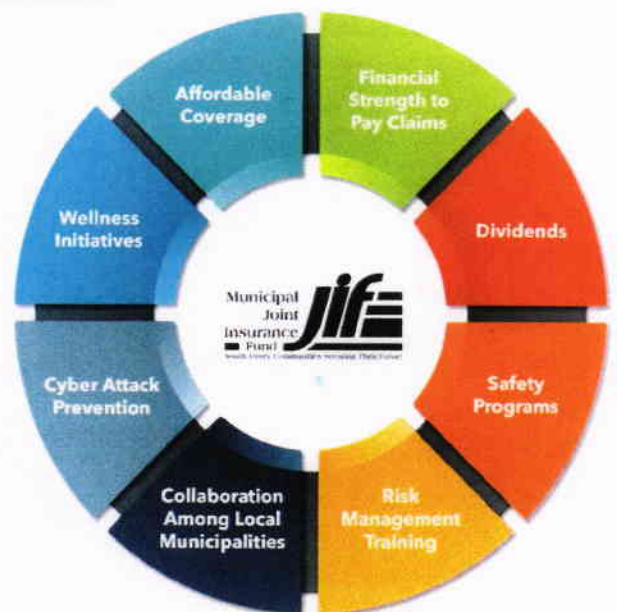 Affordable
Coverage
Financial
Strength to
Pay Claims
Dividends
Safety
Programs
Risk
Management
Training
Collaboration
Among Local
Municipalities
Cyber Attack
Prevention
Wellness
Initiatives
Municipal
Joint
Insurance
Fund
JIF